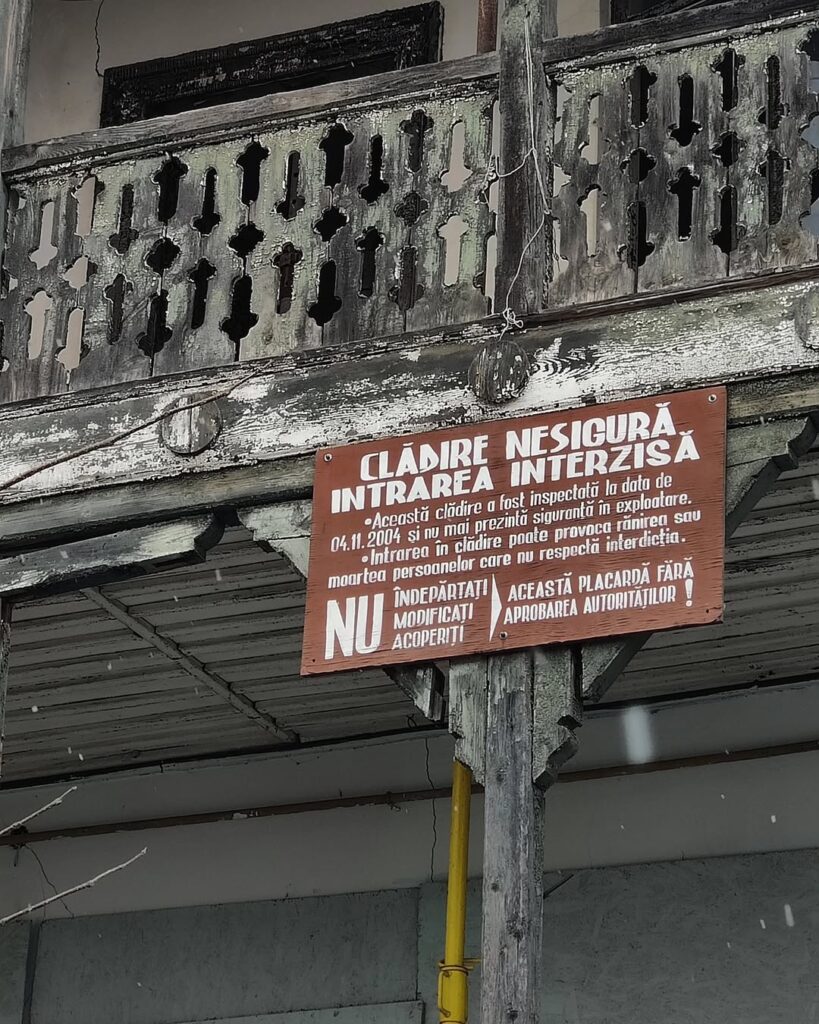 CLĂDIRE NESIGURĂ
INTRAREA INTERZISĂ
•Această clădire a fost inspectată la data de
04.11.2004 și nu mai prezintă siguranță în exploatare.
•Intrarea în clădire poate provoca rănirea sau
moartea persoanelor care nu respectă interdicția.
NU ÎNDEPĂRTAȚI
MODIFICAȚI
ACOPERIȚI
ACEASTĂ PLACARDĂ FĂRĂ
APROBAREA AUTORITĂȚILOR !